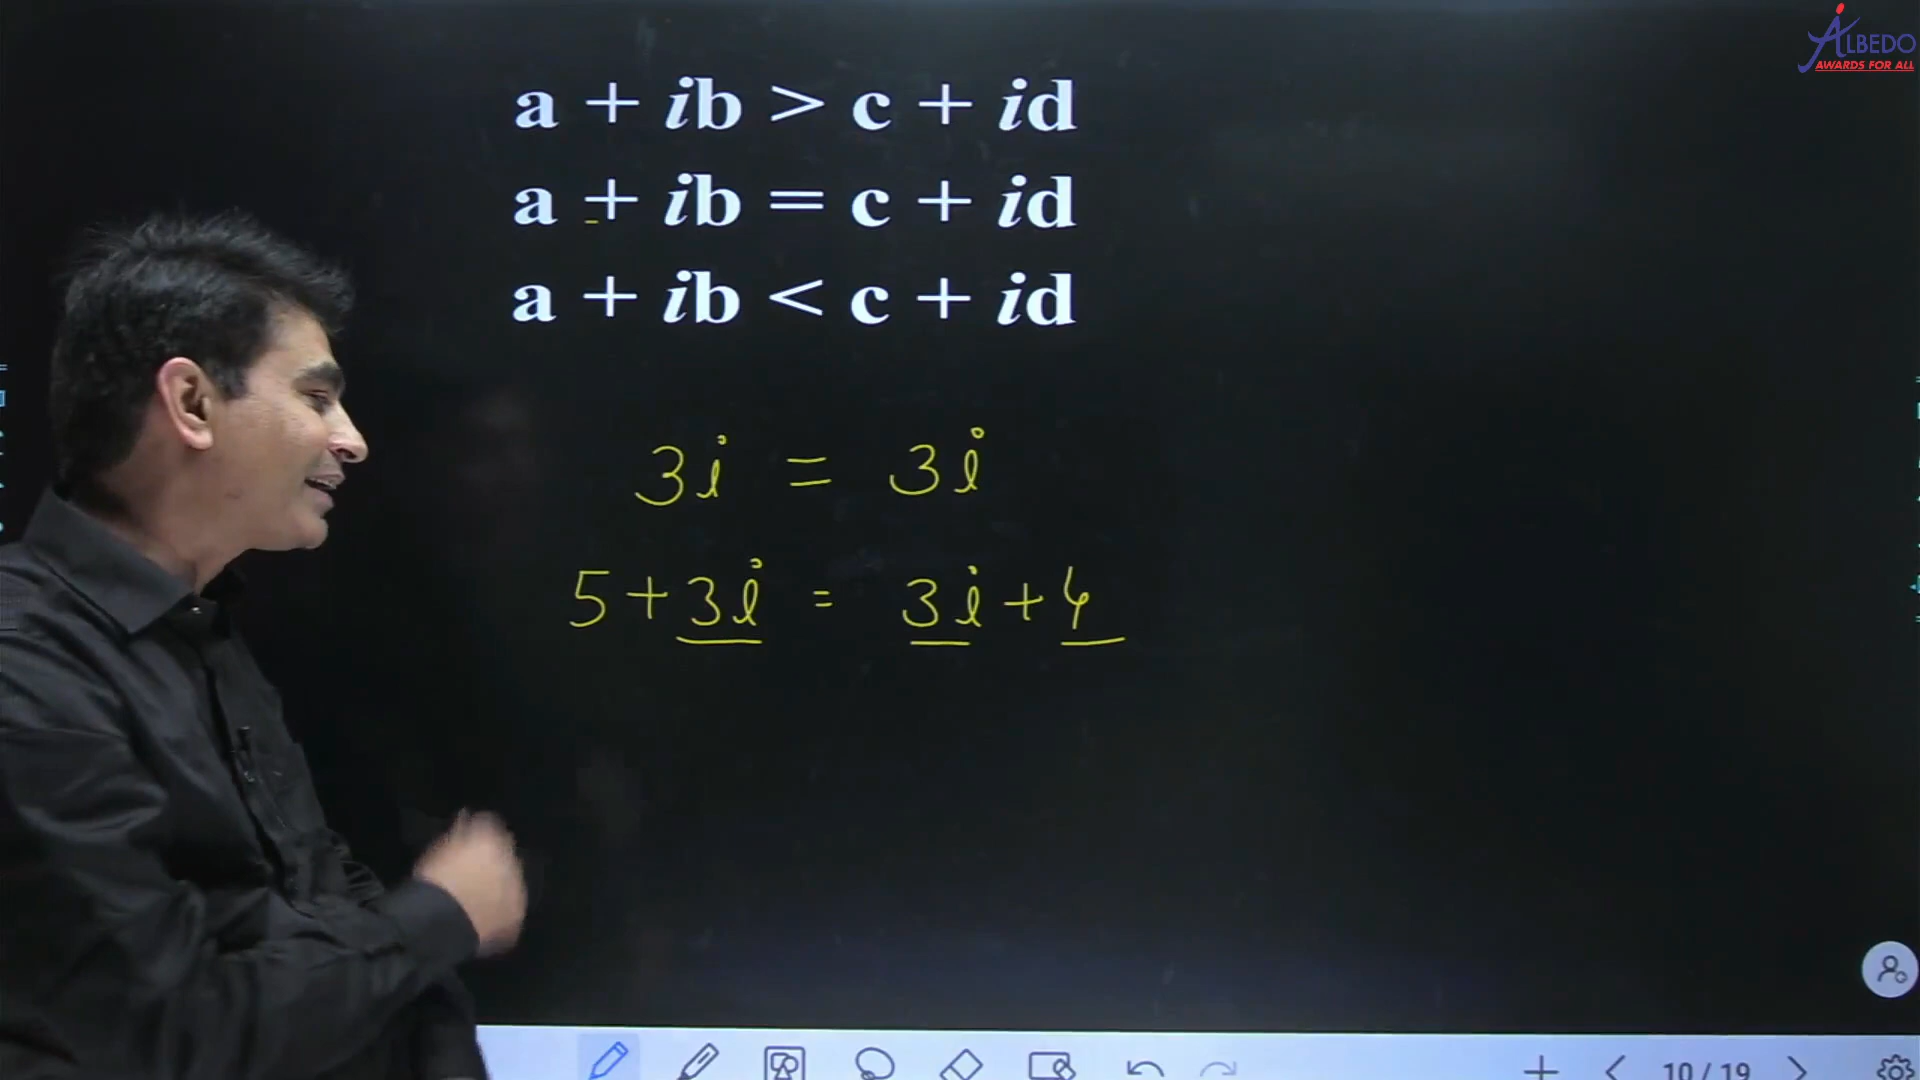 ALBEDO
AWARDS FOR ALL
a + ib > c + id
a + ib = c + id
a + ib < c + id
3i = 3i
5+3i = 3i+4
10/19